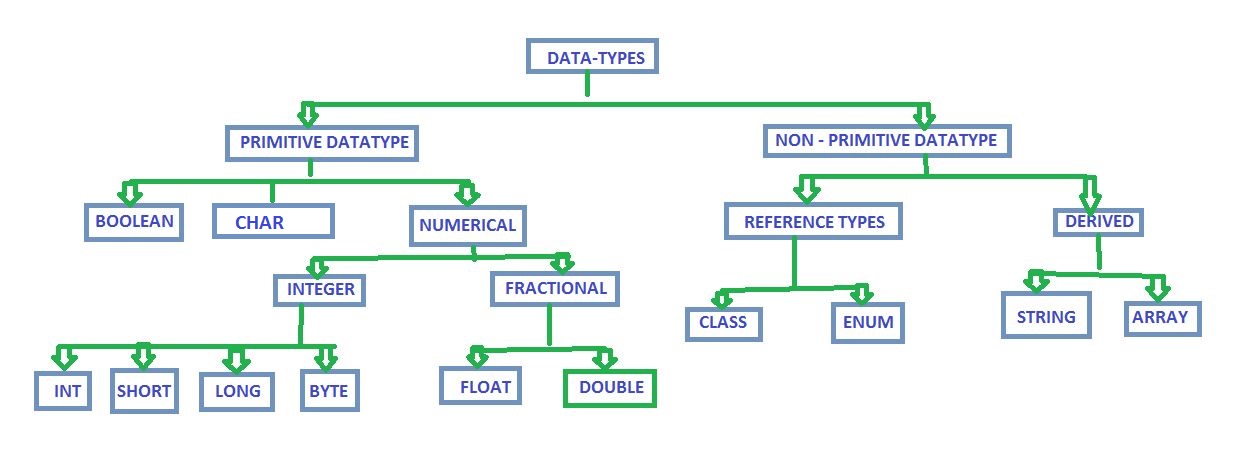 DATA-TYPES
PRIMITIVE DATATYPE
NON - PRIMITIVE DATATYPE
BOOLEAN
CHAR
NUMERICAL
REFERENCE TYPES
DERIVED
INTEGER
FRACTIONAL
CLASS
ENUM
STRING
ARRAY
INT
SHORT
LONG
BYTE
FLOAT
DOUBLE